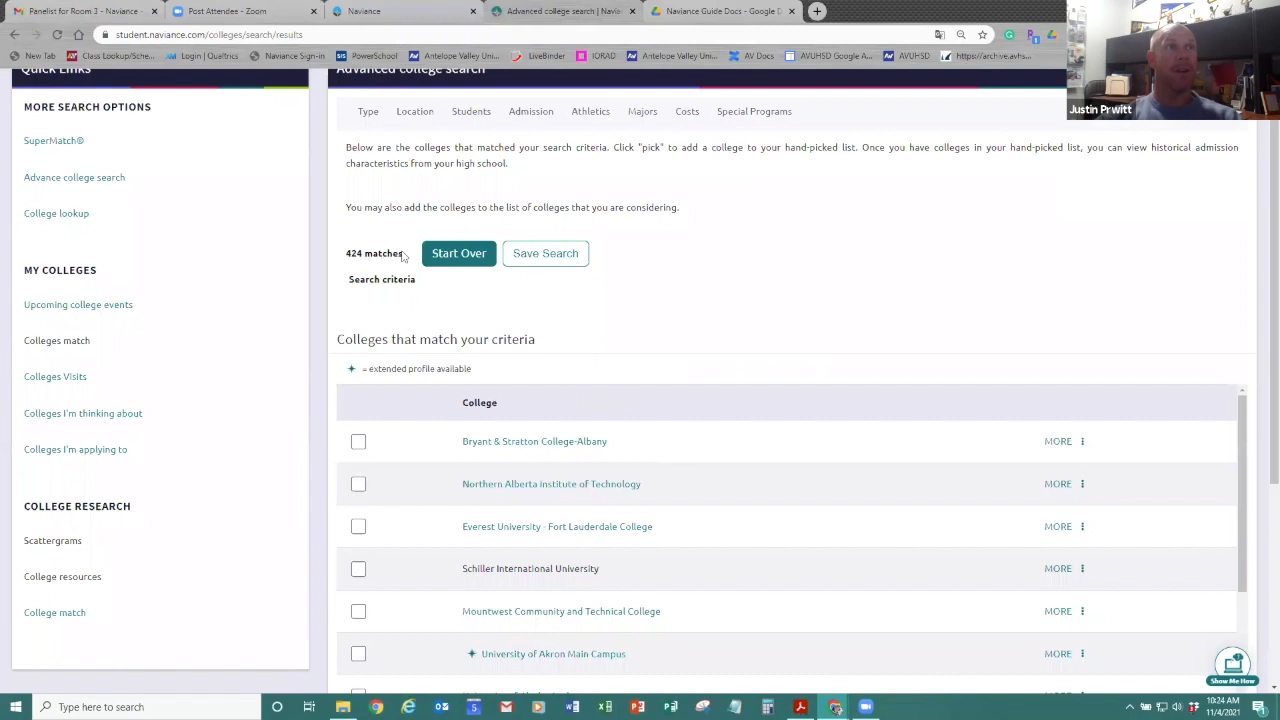 Panelist for Room 3 - Naviance
Post Attendee - Zoom
Naviance
Advanced college search | Navi
Naviance Guide Docs - Google D
student.naviance.com/colleges/search/results
New Tab
Class Lookup/Sche...
Login | Qualtrics
Naviance Sign-in
SIS PowerSchool
Antelope Valley Uni...
LiveBinder
IORAD
Antelope Valley Uni...
AV Docs
AVUHSD Google C...
AVUHSD
https://archive.avhs...
Justin Prwitt
Quick Links
MORE SEARCH OPTIONS
SuperMatch®
Advance college search
College lookup
MY COLLEGES
Upcoming college events
Colleges match
Colleges Visits
Colleges I'm thinking about
Colleges I'm applying to
COLLEGE RESEARCH
Scattergrams
College resources
College match
Advanced college search
Type Location Students Admission Athletics Majors Costs Special Programs
Below are the colleges that matched your search criteria. Click "pick" to add a college to your hand-picked list. Once you have colleges in your hand-picked list, you can view historical admission
characteristics from your high school.
You may also add the colleges to the list of colleges that you are considering.
424 matches Start Over Save Search
Search criteria
Colleges that match your criteria
= extended profile available
College
Bryant & Stratton College-Albany MORE
Northern Alberta Institute of Technology MORE
Everest University - Fort Lauderdale College MORE
Schiller International University MORE
Mountwest Community and Technical College MORE
University of Akron Main Campus MORE
Show Me How
Type here to search
10:24 AM
11/4/2021